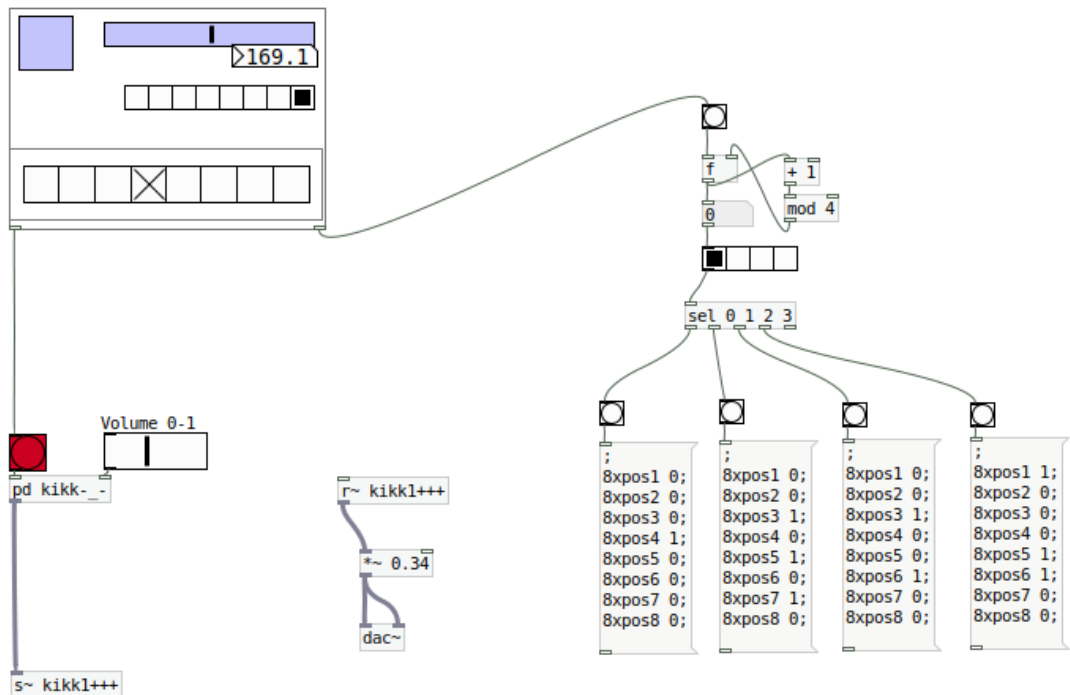 169.1
f
+ 1
0
mod 4
sel 0 1 2 3
Volume 0-1
pd kikk-_-
r~ kikk1+++
*~ 0.34
dac~
s~ kikk1+++
;
8xpos1 0;
8xpos2 0;
8xpos3 0;
8xpos4 1;
8xpos5 0;
8xpos6 0;
8xpos7 0;
8xpos8 0;
;
8xpos1 0;
8xpos2 0;
8xpos3 1;
8xpos4 0;
8xpos5 1;
8xpos6 0;
8xpos7 1;
8xpos8 0;
;
8xpos1 0;
8xpos2 0;
8xpos3 1;
8xpos4 0;
8xpos5 0;
8xpos6 1;
8xpos7 0;
8xpos8 0;
;
8xpos1 1;
8xpos2 0;
8xpos3 0;
8xpos4 0;
8xpos5 1;
8xpos6 1;
8xpos7 0;
8xpos8 0;